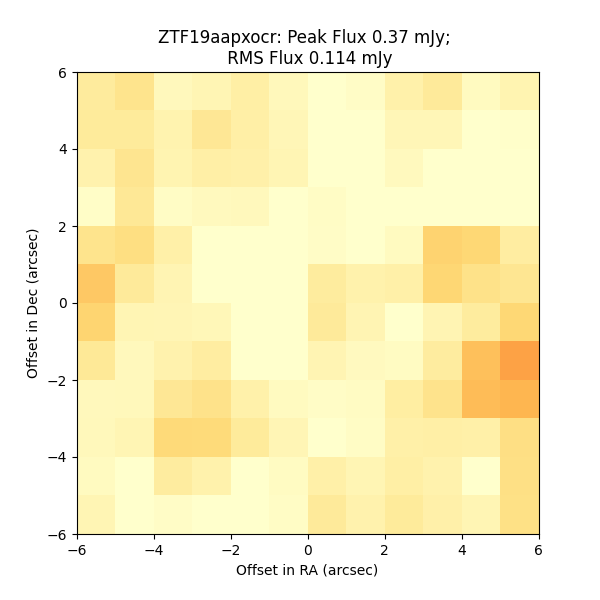 ZTF19aapxocr: Peak Flux 0.37 mJy;
RMS Flux 0.114 mJy
6
4
2
0
−2
−4
−6
Offset in Dec (arcsec)
−6 −4 −2 0 2 4 6
Offset in RA (arcsec)